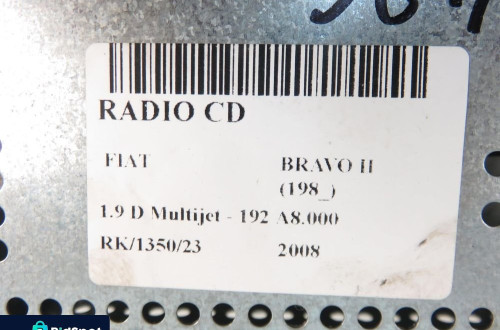 RADIO CD
FIAT BRAVO II
(198_)
1.9 D Multijet - 192 A8.000
RK/1350/23 2008